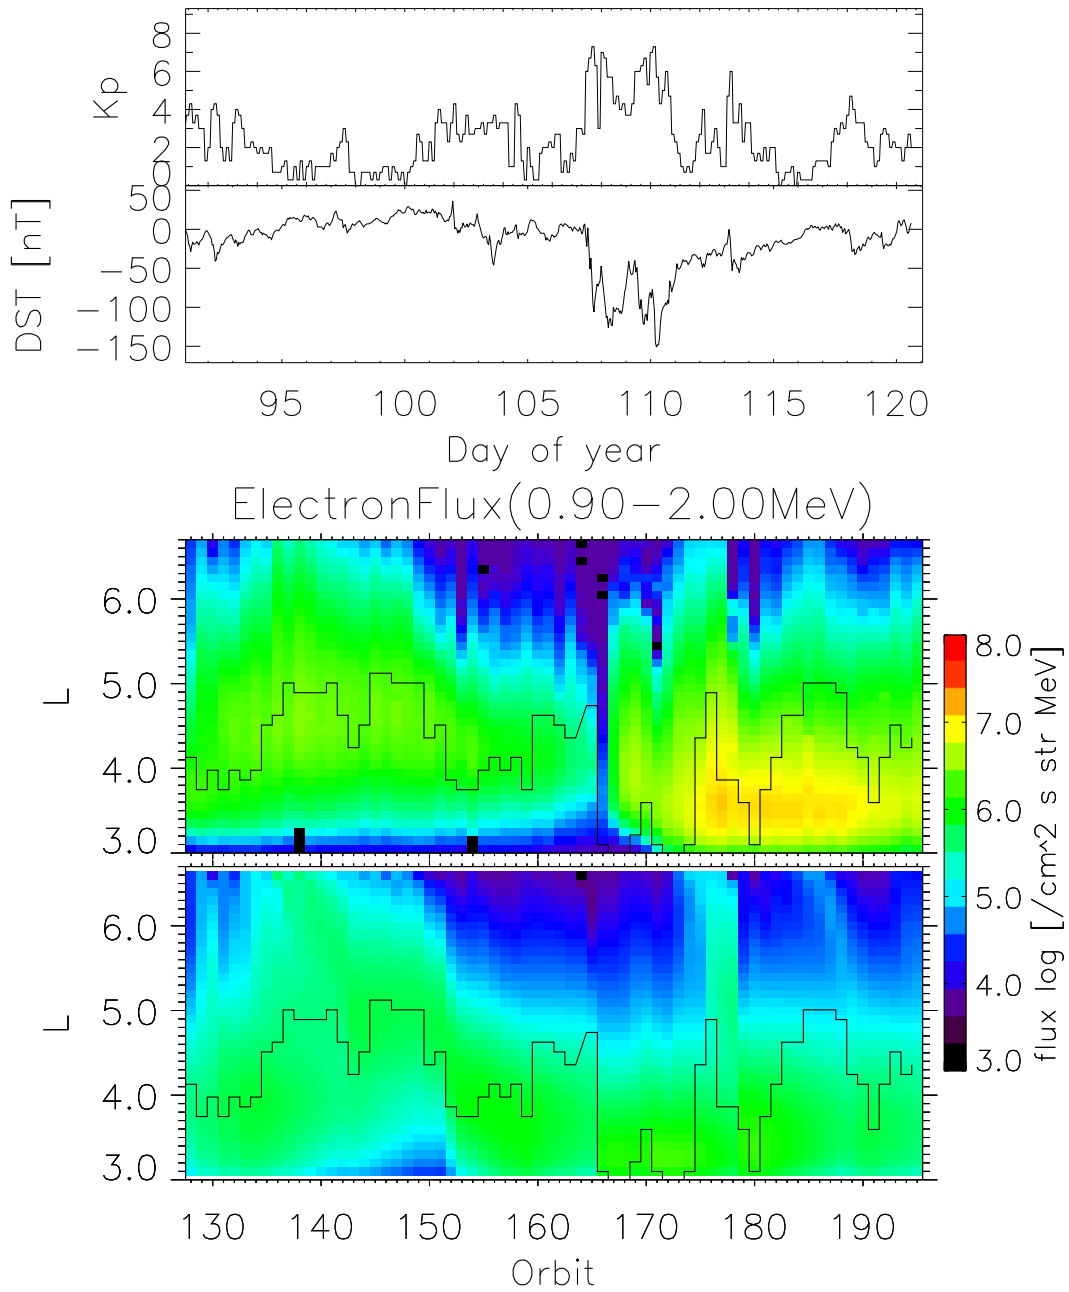 8
6
4
2
0
Kp
50
0
−50
−100
−150
DST [nT]
95 100 105 110 115 120
Day of year
ElectronFlux(0.90−2.00MeV)
6.0
5.0
4.0
3.0
L
6.0
5.0
4.0
3.0
L
130 140 150 160 170 180 190
Orbit
8.0
7.0
6.0
5.0
4.0
3.0
flux log [/cm^2 s str MeV]